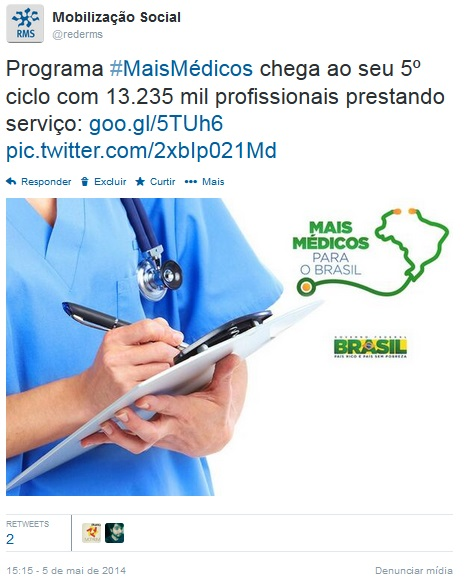 Mobilização Social
@rederms
RMS
Programa #MaisMédicos chega ao seu 5º
ciclo com 13.235 mil profissionais prestando
serviço: goo.gl/5TUh6
pic.twitter.com/2xbIp021Md
Responder Excluir Curtir Mais
MAIS
MÉDICOS
PARA
O BRASIL
GOVERNO FEDERAL
BRASIL
PAÍS RICO É PAÍS SEM POBREZA
RETWEETS
2
15:15 - 5 de mai de 2014
Denunciar mídia